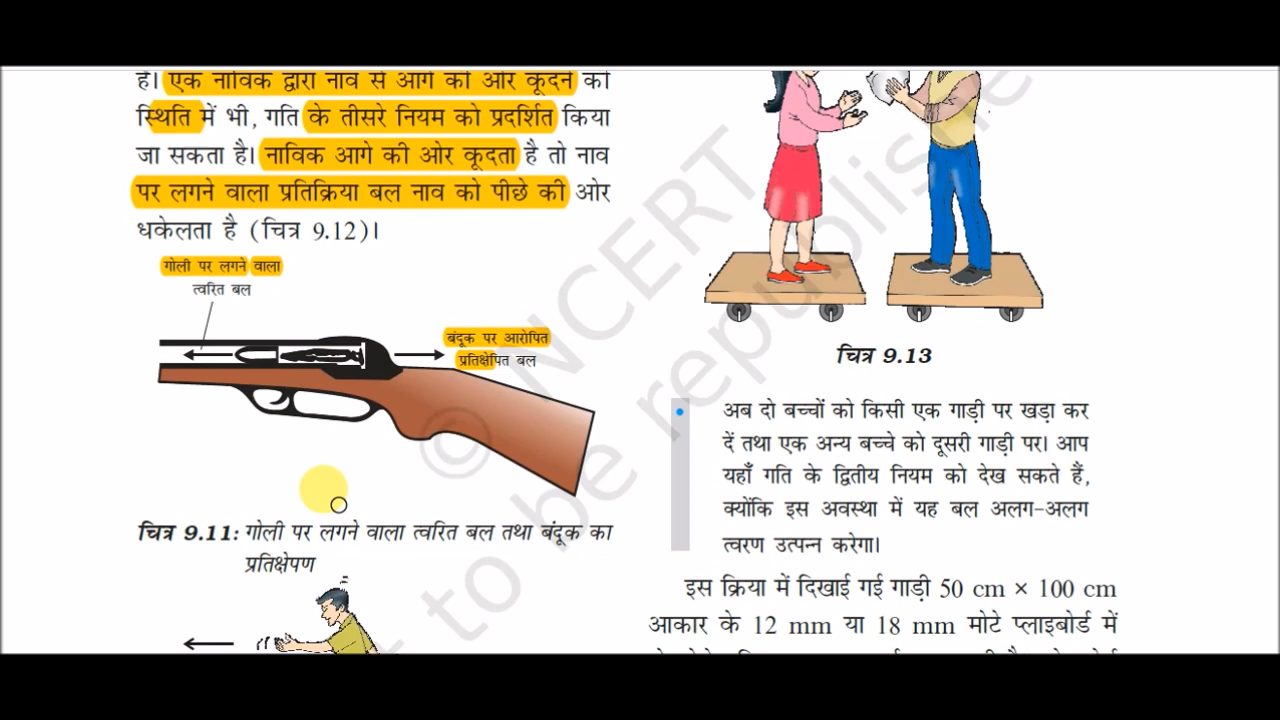 है। एक नाविक द्वारा नाव से आगे की ओर कूदने की
स्थिति में भी, गति के तीसरे नियम को प्रदर्शित किया
जा सकता है। नाविक आगे की ओर कूदता है तो नाव
पर लगने वाला प्रतिक्रिया बल नाव को पीछे की ओर
धकेलता है (चित्र 9.12)।
गोली पर लगने वाला
त्वरित बल
बंदूक पर आरोपित
प्रतिक्षेपित बल
चित्र 9.11: गोली पर लगने वाला त्वरित बल तथा बंदूक का
प्रतिक्षेपण
चित्र 9.13
अब दो बच्चों को किसी एक गाड़ी पर खड़ा कर
दें तथा एक अन्य बच्चे को दूसरी गाड़ी पर। आप
यहाँ गति के द्वितीय नियम को देख सकते हैं,
क्योंकि इस अवस्था में यह बल अलग-अलग
त्वरण उत्पन्न करेगा।
इस क्रिया में दिखाई गई गाड़ी 50 cm × 100 cm
आकार के 12 mm या 18 mm मोटे प्लाइबोर्ड में
© NCERT
to be republishe